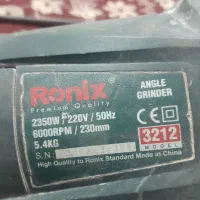 Ronix
Premium Quality
ANGLE
GRINDER
2350W / 220V / 50Hz
6000RPM / 230mm
5.4KG
CE
3212
MODEL
S.N:
High Quality to Ronix Standard Made in China